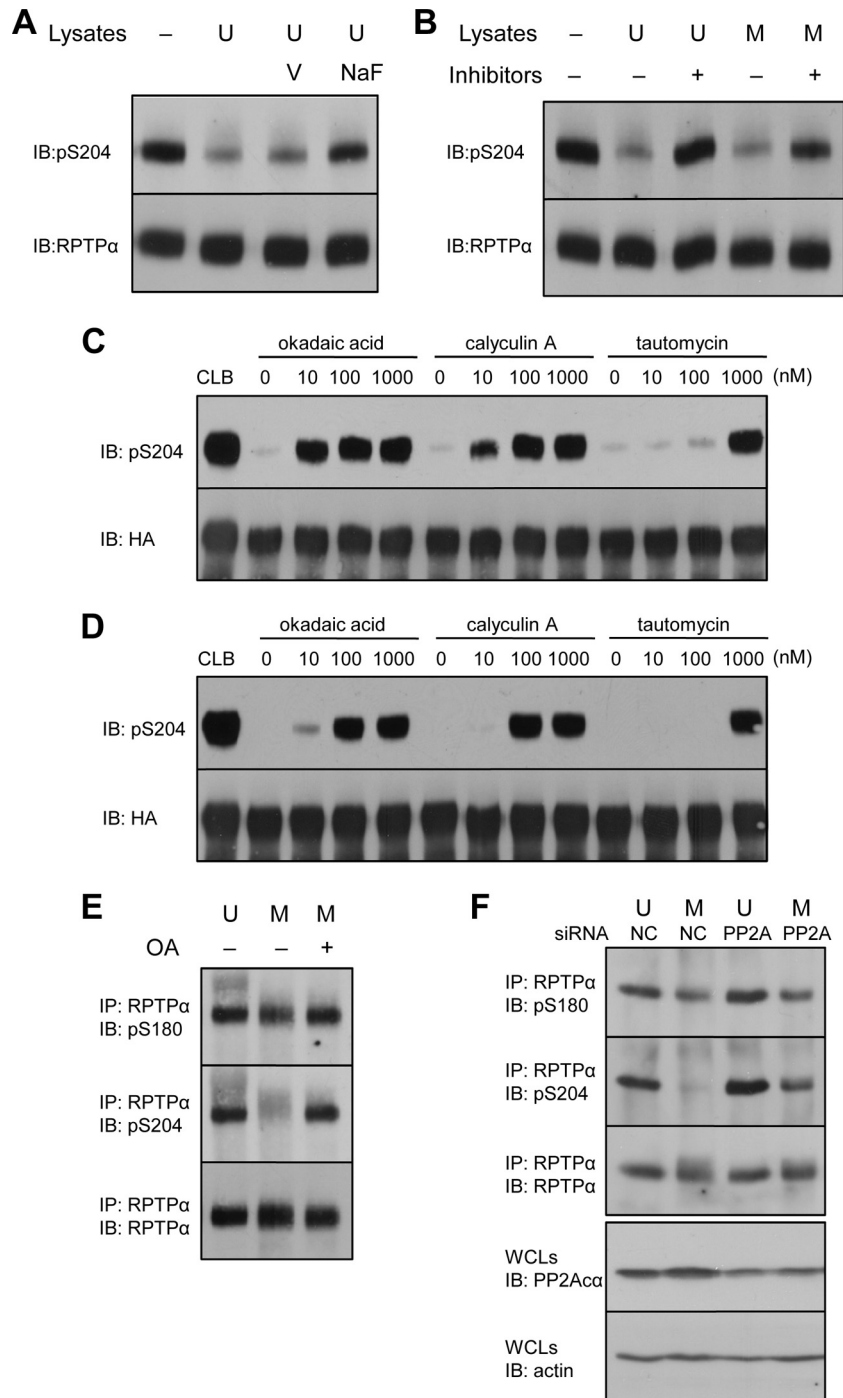 A
Lysates – U U U
V NaF
IB:pS204
IB:RPTPα
B
Lysates – U U M M
Inhibitors – – + – +
IB:pS204
IB:RPTPα
C
okadaic acid calyculin A tautomycin
CLB 0 10 100 1000 0 10 100 1000 0 10 100 1000 (nM)
IB: pS204
IB: HA
D
okadaic acid calyculin A tautomycin
CLB 0 10 100 1000 0 10 100 1000 0 10 100 1000 (nM)
IB: pS204
IB: HA
E
U M M
OA – – +
IP: RPTPα
IB: pS180
IP: RPTPα
IB: pS204
IP: RPTPα
IB: RPTPα
F
U M U M
siRNA NC NC PP2A PP2A
IP: RPTPα
IB: pS180
IP: RPTPα
IB: pS204
IP: RPTPα
IB: RPTPα
WCLs
IB: PP2Acα
WCLs
IB: actin